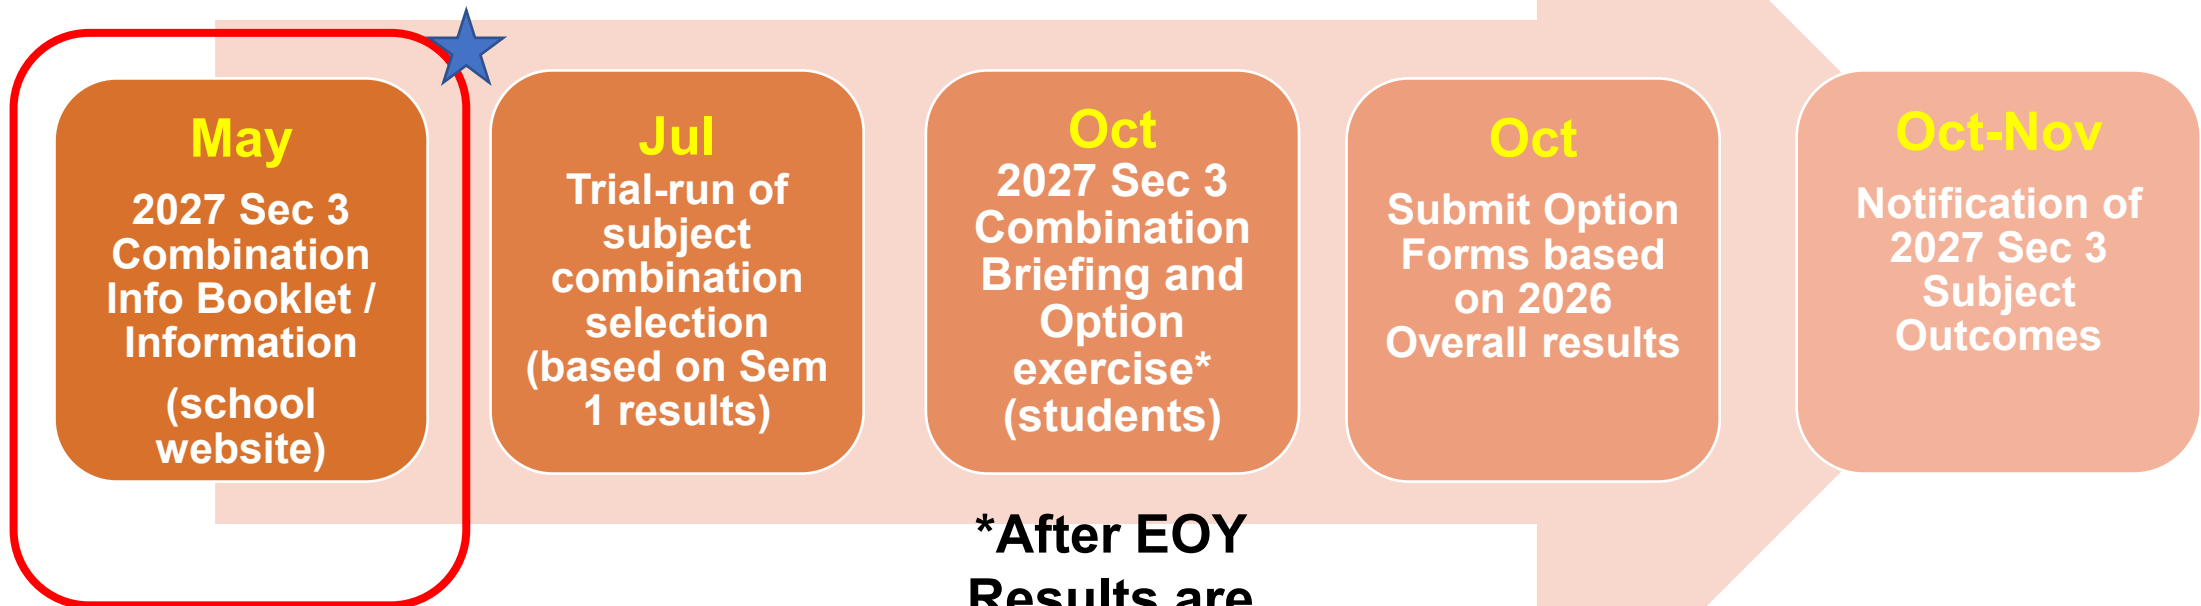 May
2027 Sec 3
Combination
Info Booklet /
Information
(school
website)
Jul
Trial-run of
subject
combination
selection
(based on Sem
1 results)
Oct
2027 Sec 3
Combination
Briefing and
Option
exercise*
(students)
*After EOY
Results are
Oct
Submit Option
Forms based
on 2026
Overall results
Oct-Nov
Notification of
2027 Sec 3
Subject
Outcomes